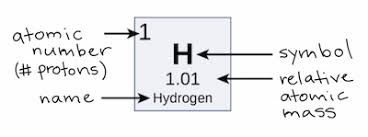 atomic
number
(# protons)
name
1
H
1.01
Hydrogen
symbol
relative
atomic
mass